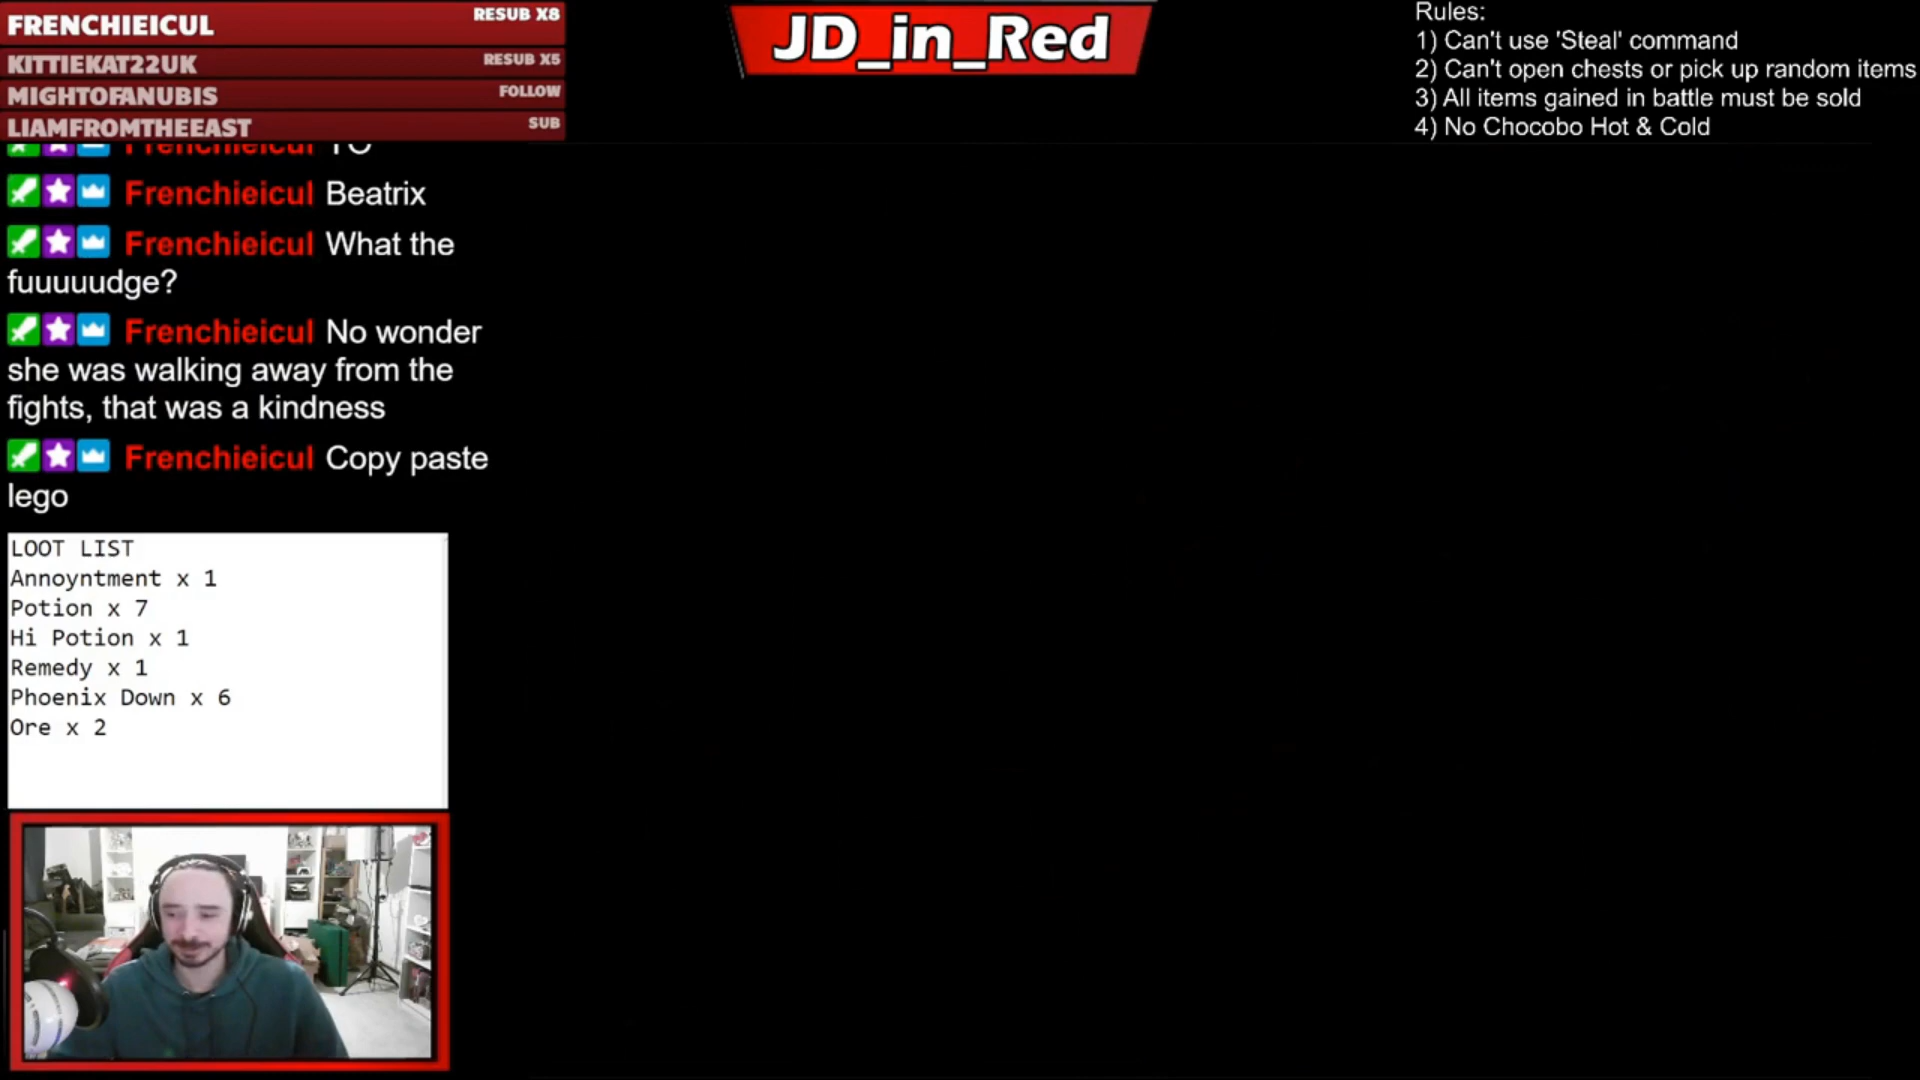 FRENCHIEICUL RESUB X8
KITTIEKAT22UK RESUB X5
MIGHTOFANUBIS FOLLOW
LIAMFROMTHEEAST SUB
JD_in_Red
Rules:
1) Can't use 'Steal' command
2) Can't open chests or pick up random items
3) All items gained in battle must be sold
4) No Chocobo Hot & Cold
Frenchieicul YO
Frenchieicul Beatrix
Frenchieicul What the
fuuuuudge?
Frenchieicul No wonder
she was walking away from the
fights, that was a kindness
Frenchieicul Copy paste
lego
LOOT LIST
Annoyntment x 1
Potion x 7
Hi Potion x 1
Remedy x 1
Phoenix Down x 6
Ore x 2